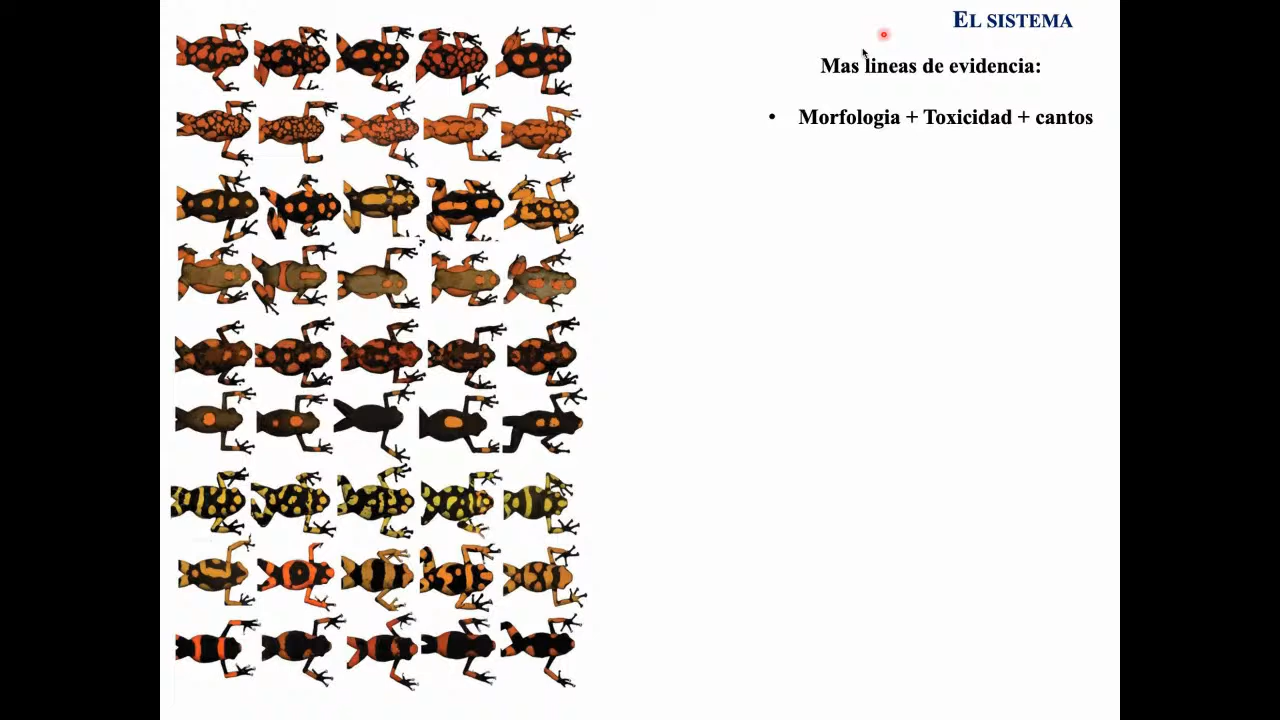 EL SISTEMA
Mas lineas de evidencia:
• Morfologia + Toxicidad + cantos